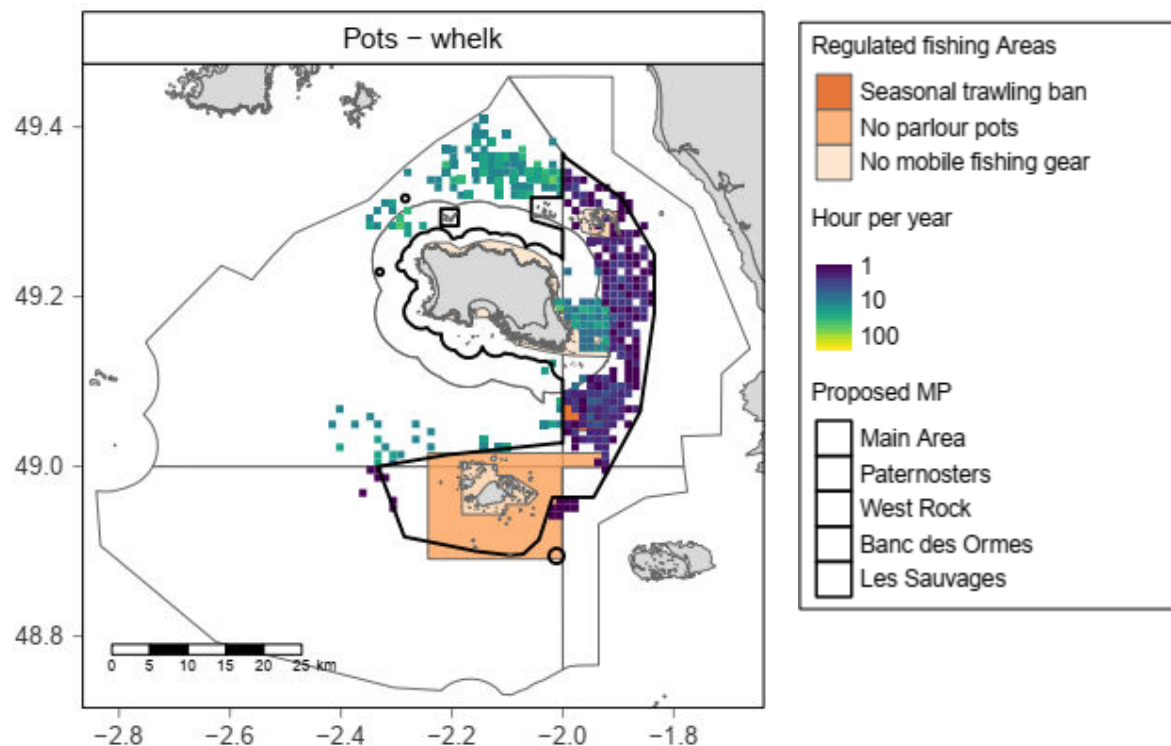 Pots − whelk
49.4
49.2
49.0
48.8
0 5 10 15 20 25 km
−2.8 −2.6 −2.4 −2.2 −2.0 −1.8
Regulated fishing Areas
Seasonal trawling ban
No parlour pots
No mobile fishing gear
Hour per year
1
10
100
Proposed MP
Main Area
Paternosters
West Rock
Banc des Ormes
Les Sauvages